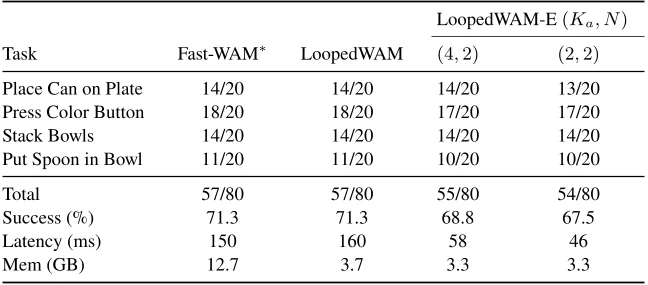 LoopedWAM-E (Kₐ, N)
Task Fast-WAM* LoopedWAM (4, 2) (2, 2)
Place Can on Plate 14/20 14/20 14/20 13/20
Press Color Button 18/20 18/20 17/20 17/20
Stack Bowls 14/20 14/20 14/20 14/20
Put Spoon in Bowl 11/20 11/20 10/20 10/20
Total 57/80 57/80 55/80 54/80
Success (%) 71.3 71.3 68.8 67.5
Latency (ms) 150 160 58 46
Mem (GB) 12.7 3.7 3.3 3.3